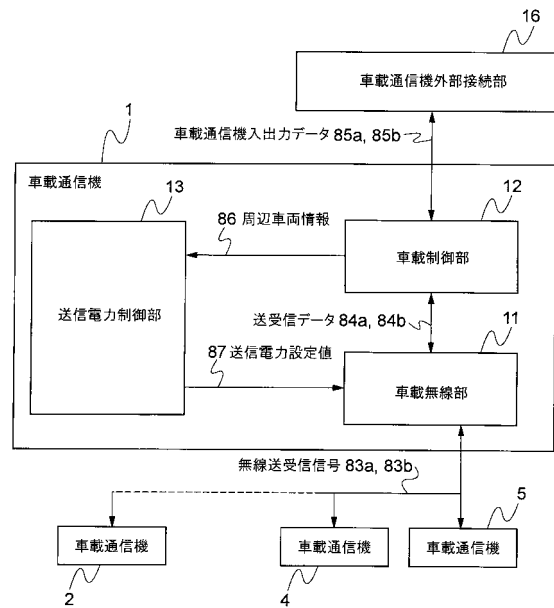 16
車載通信機外部接続部
1
車載通信機入出力データ 85a, 85b
車載通信機
13
12
86 周辺車両情報
車載制御部
送信電力制御部
送受信データ 84a, 84b
11
87 送信電力設定値
車載無線部
無線送受信信号 83a, 83b
5
車載通信機
車載通信機
車載通信機
2
4